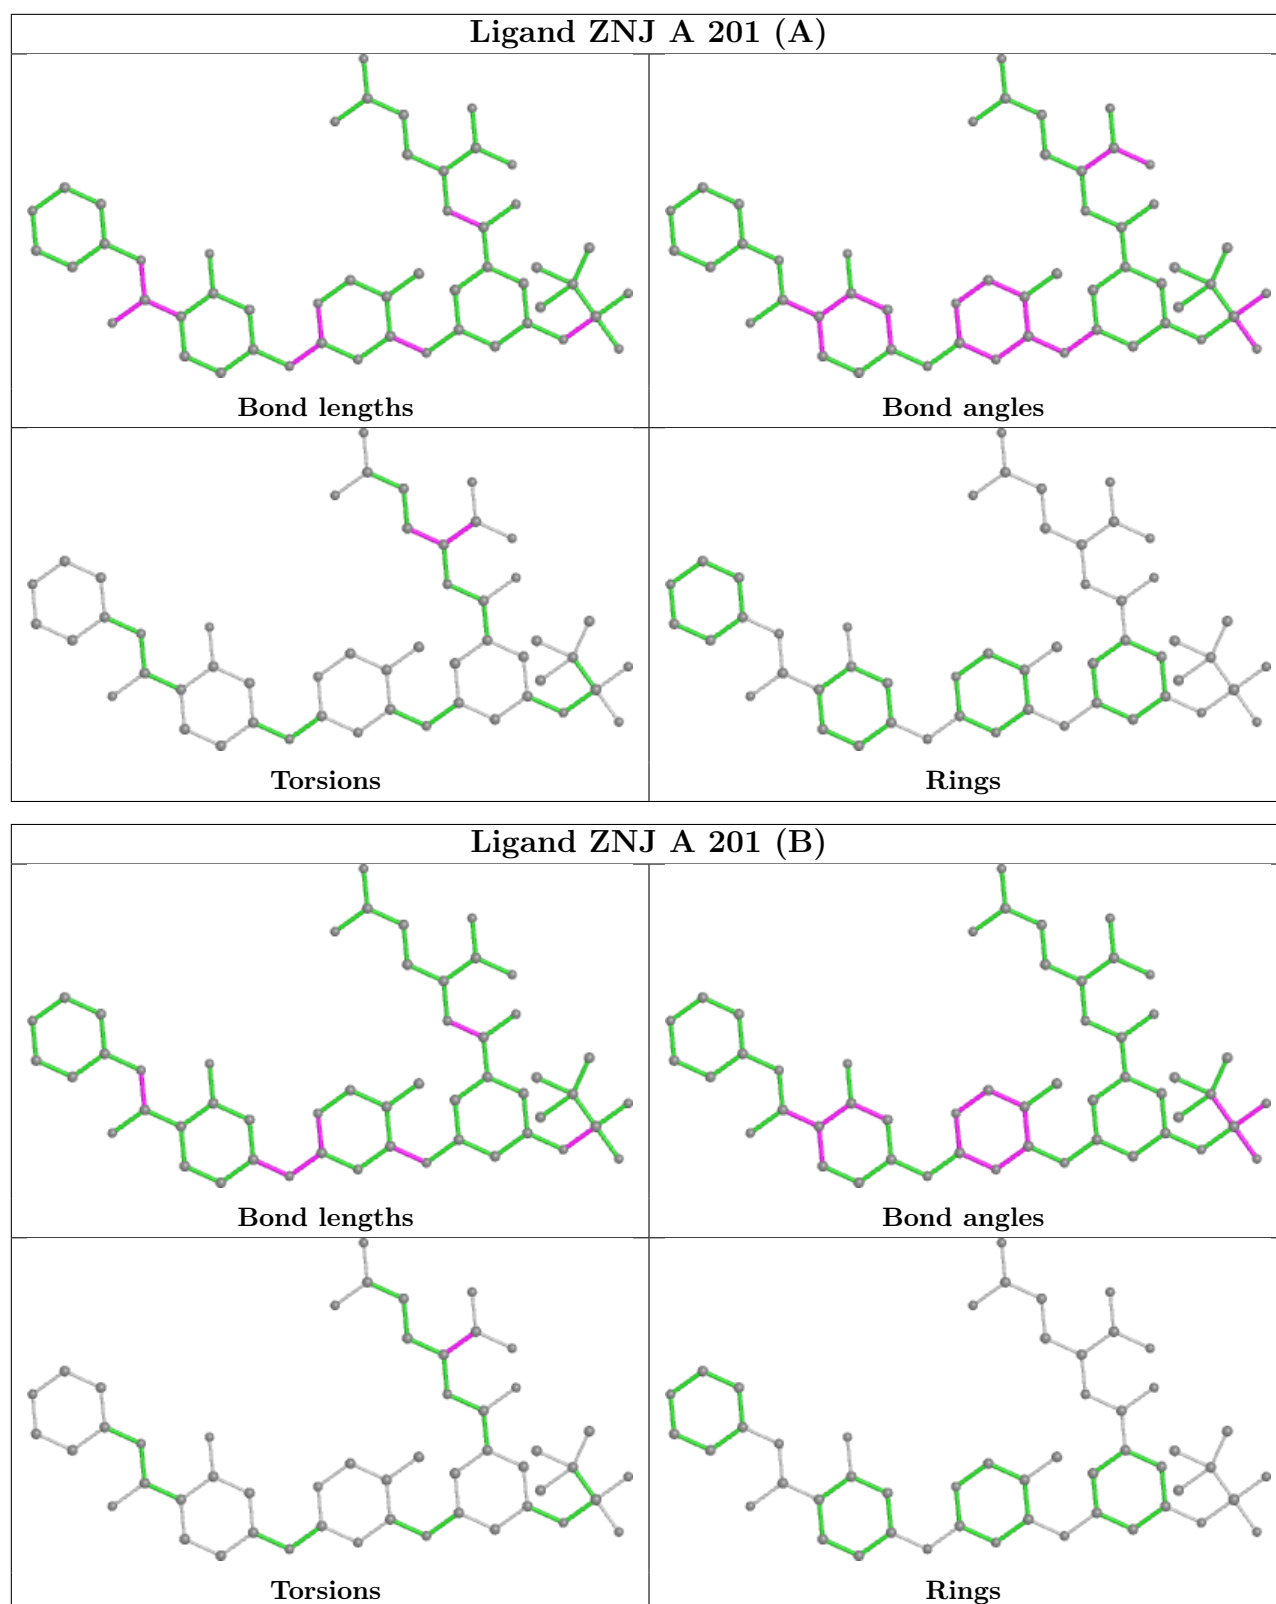 Ligand ZNJ A 201 (A)
Bond lengths
Bond angles
Torsions
Rings
Ligand ZNJ A 201 (B)
Bond lengths
Bond angles
Torsions
Rings